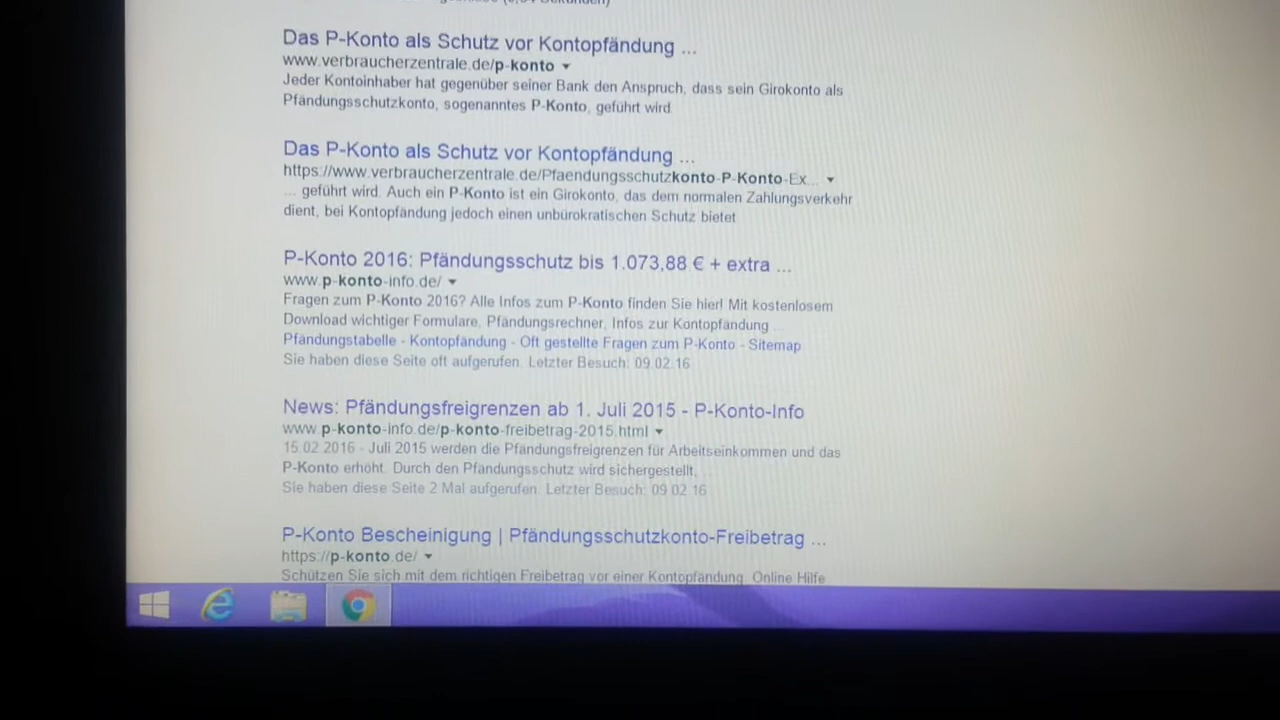 Das P-Konto als Schutz vor Kontopfändung ...
www.verbraucherzentrale.de/p-konto
Jeder Kontoinhaber hat gegenüber seiner Bank den Anspruch, dass sein Girokonto als
Pfändungsschutzkonto, sogenanntes P-Konto, geführt wird.
Das P-Konto als Schutz vor Kontopfändung ...
https://www.verbraucherzentrale.de/Pfaendungsschutzkonto-P-Konto-Ex...
... geführt wird. Auch ein P-Konto ist ein Girokonto, das dem normalen Zahlungsverkehr
dient, bei Kontopfändung jedoch einen unbürokratischen Schutz bietet
P-Konto 2016: Pfändungsschutz bis 1.073,88 € + extra ...
www.p-konto-info.de/
Fragen zum P-Konto 2016? Alle Infos zum P-Konto finden Sie hier! Mit kostenlosem
Download wichtiger Formulare, Pfändungsrechner, Infos zur Kontopfändung ...
Pfändungstabelle - Kontopfändung - Oft gestellte Fragen zum P-Konto - Sitemap
Sie haben diese Seite oft aufgerufen. Letzter Besuch: 09.02.16
News: Pfändungsfreigrenzen ab 1. Juli 2015 - P-Konto-Info
www.p-konto-info.de/p-konto-freibetrag-2015.html
15.02.2016 - Juli 2015 werden die Pfändungsfreigrenzen für Arbeitseinkommen und das
P-Konto erhöht. Durch den Pfändungsschutz wird sichergestellt, ...
Sie haben diese Seite 2 Mal aufgerufen. Letzter Besuch: 09.02.16
P-Konto Bescheinigung | Pfändungsschutzkonto-Freibetrag ...
https://p-konto.de/
Schützen Sie sich mit dem richtigen Freibetrag vor einer Kontopfändung. Online Hilfe